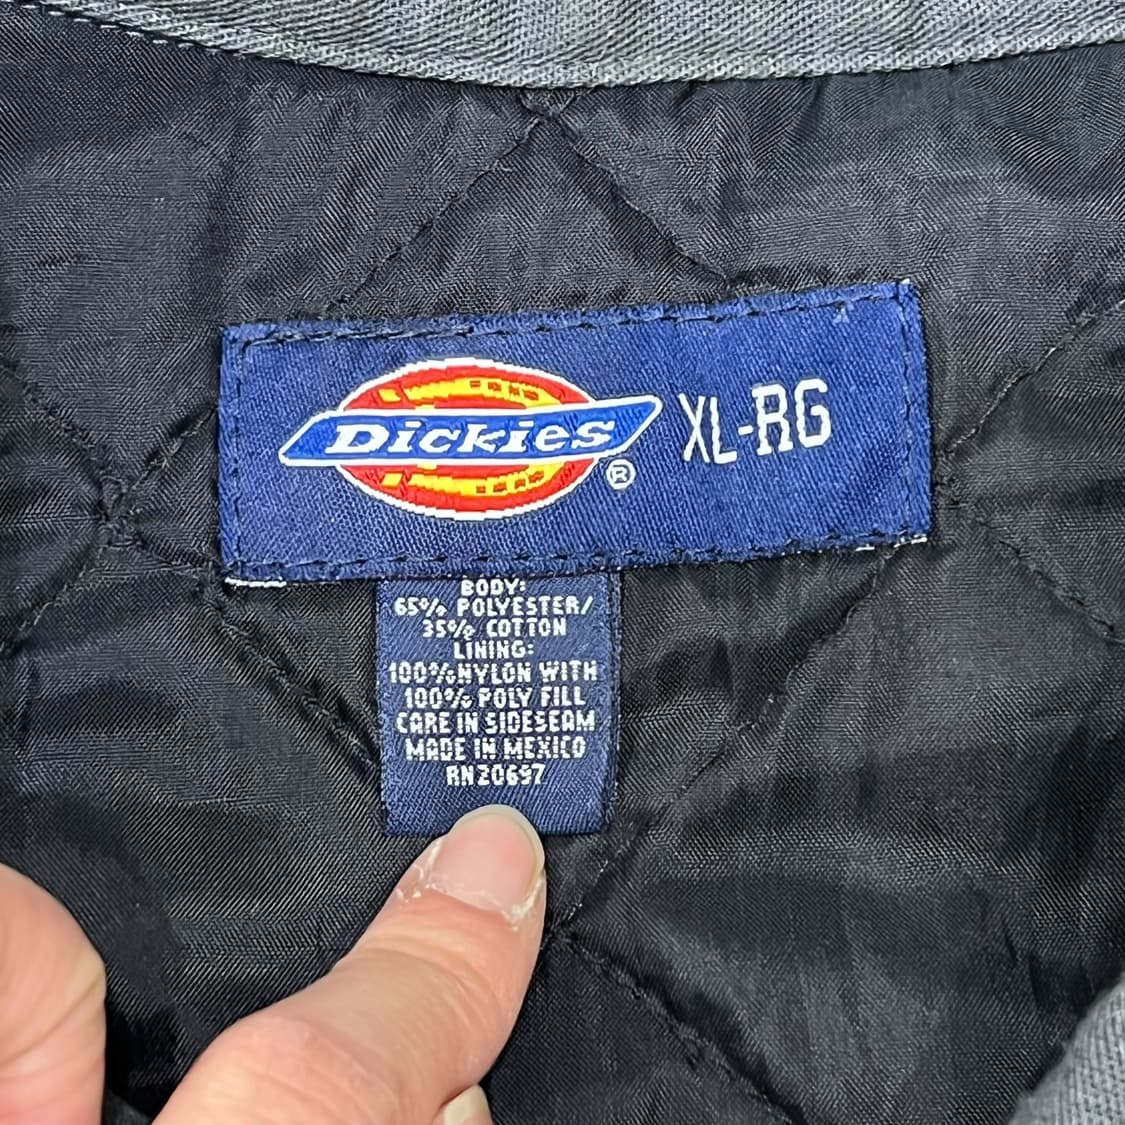 Dickies®
XL-RG
BODY:
65% POLYESTER/
35% COTTON
LINING:
100%NYLON WITH
100% POLY FILL
CARE IN SIDESEAM
MADE IN MEXICO
RN20697